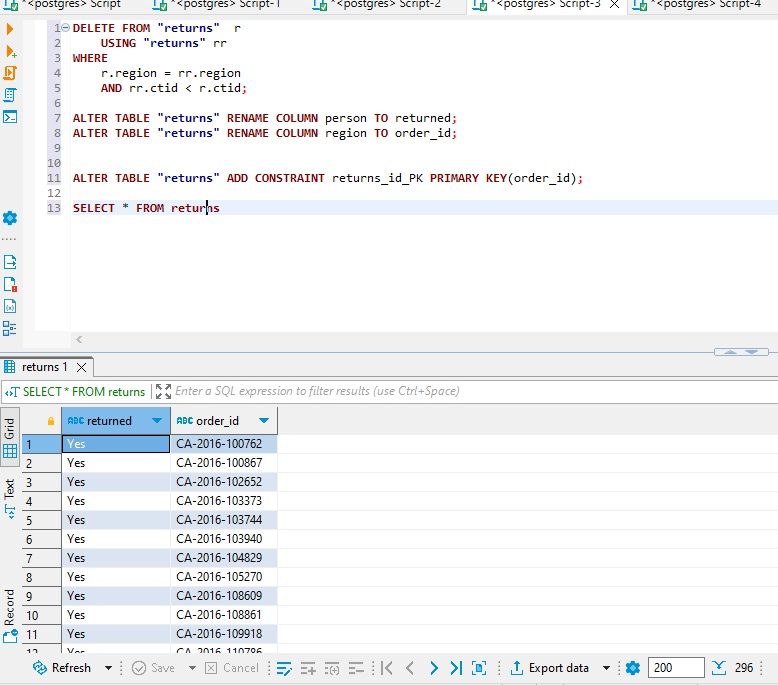 *<postgres> Script
*<postgres> Script-1
*<postgres> Script-2
*<postgres> Script-3
*<postgres> Script-4
1 DELETE FROM "returns" r
2 USING "returns" rr
3 WHERE
4 r.region = rr.region
5 AND rr.ctid < r.ctid;
6
7 ALTER TABLE "returns" RENAME COLUMN person TO returned;
8 ALTER TABLE "returns" RENAME COLUMN region TO order_id;
9
10
11 ALTER TABLE "returns" ADD CONSTRAINT returns_id_PK PRIMARY KEY(order_id);
12
13 SELECT * FROM returns
returns 1
SELECT * FROM returns
Enter a SQL expression to filter results (use Ctrl+Space)
Grid
Text
Record
ABC returned ABC order_id
1 Yes CA-2016-100762
2 Yes CA-2016-100867
3 Yes CA-2016-102652
4 Yes CA-2016-103373
5 Yes CA-2016-103744
6 Yes CA-2016-103940
7 Yes CA-2016-104829
8 Yes CA-2016-105270
9 Yes CA-2016-108609
10 Yes CA-2016-108861
11 Yes CA-2016-109918
12 Yes CA-2016-110786
Refresh Save Cancel Export data 200 296